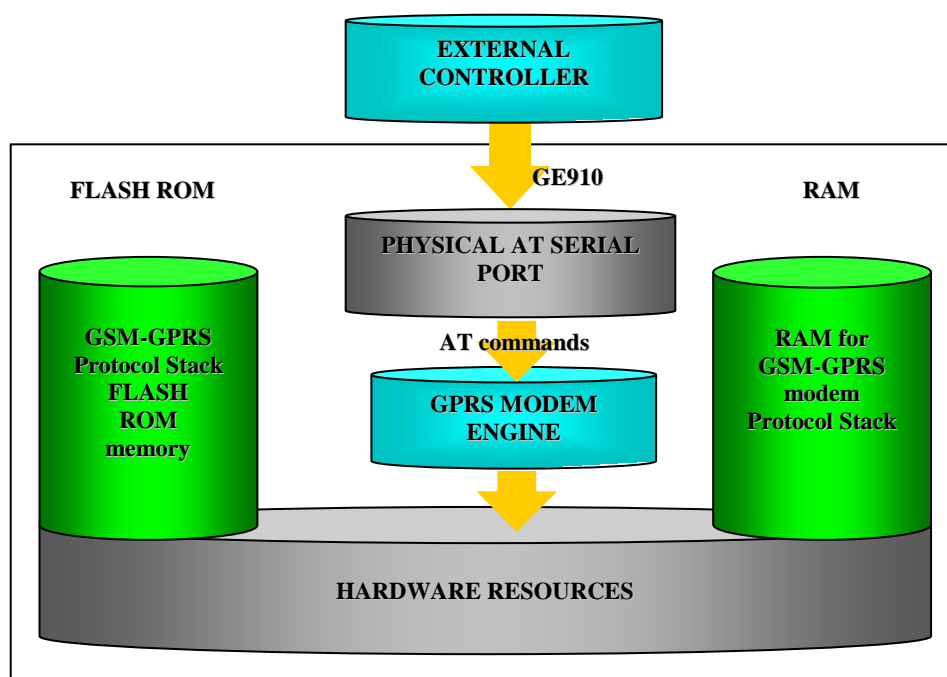 EXTERNAL
CONTROLLER
GE910
FLASH ROM
RAM
PHYSICAL AT SERIAL
PORT
GSM-GPRS
Protocol Stack
FLASH
ROM
memory
AT commands
GPRS MODEM
ENGINE
RAM for
GSM-GPRS
modem
Protocol Stack
HARDWARE RESOURCES